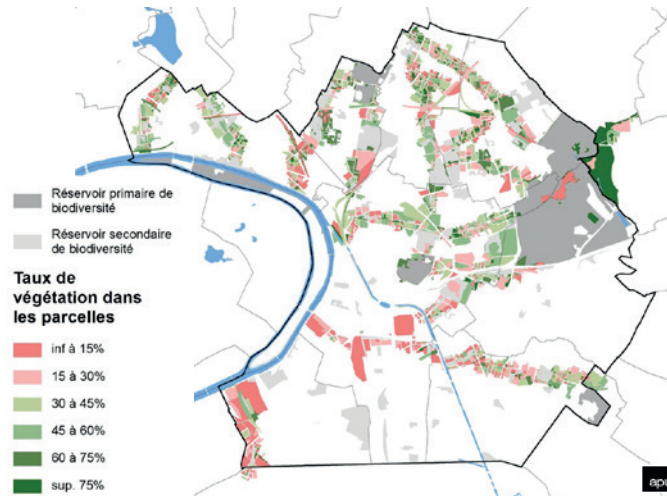 Réservoir primaire de
biodiversité
Réservoir secondaire
de biodiversité
Taux de
végétation dans
les parcelles
inf à 15%
15 à 30%
30 à 45%
45 à 60%
60 à 75%
sup. 75%